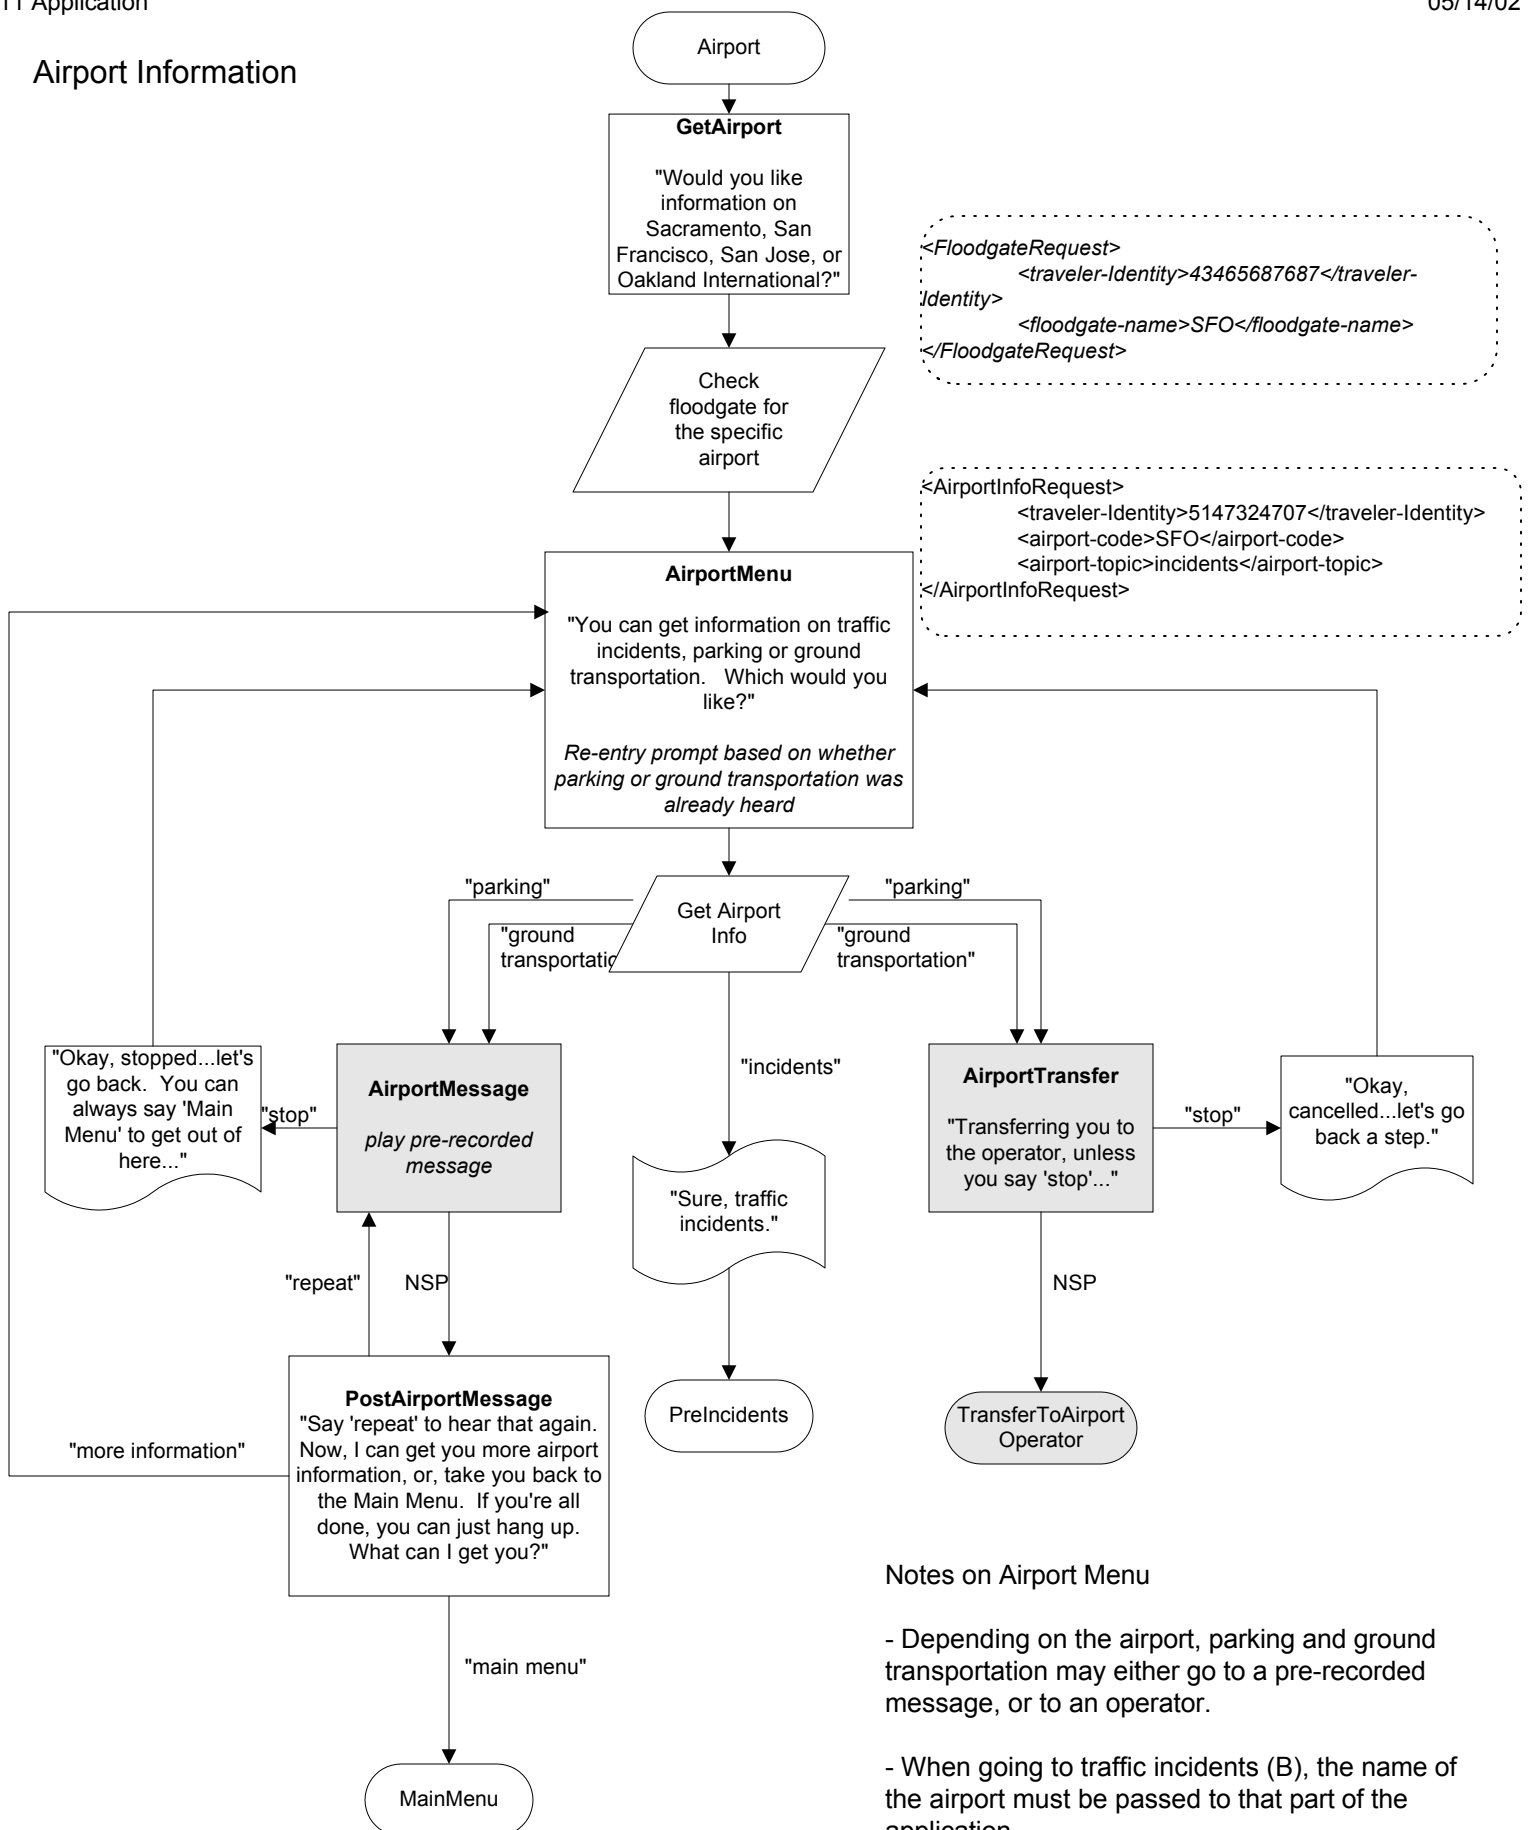 11 Application
05/14/02
Airport Information
Airport
GetAirport
"Would you like
information on
Sacramento, San
Francisco, San Jose, or
Oakland International?"
<FloodgateRequest>
<traveler-Identity>43465687687</traveler-
Identity>
<floodgate-name>SFO</floodgate-name>
</FloodgateRequest>
Check
floodgate for
the specific
airport
<AirportInfoRequest>
<traveler-Identity>5147324707</traveler-Identity>
<airport-code>SFO</airport-code>
<airport-topic>incidents</airport-topic>
</AirportInfoRequest>
AirportMenu
"You can get information on traffic
incidents, parking or ground
transportation.   Which would you
like?"
Re-entry prompt based on whether
parking or ground transportation was
already heard
"parking"
"parking"
Get Airport
Info
"ground
transportatio
"ground
transportation"
"Okay, stopped...let's
go back.  You can
always say 'Main
Menu' to get out of
here..."
"stop"
AirportMessage
play pre-recorded
message
"incidents"
AirportTransfer
"Transferring you to
the operator, unless
you say 'stop'..."
"stop"
"Okay,
cancelled...let's go
back a step."
"Sure, traffic
incidents."
"repeat"
NSP
NSP
PostAirportMessage
"Say 'repeat' to hear that again.
Now, I can get you more airport
information, or, take you back to
the Main Menu.  If you're all
done, you can just hang up.
What can I get you?"
"more information"
PreIncidents
TransferToAirport
Operator
"main menu"
MainMenu
Notes on Airport Menu
- Depending on the airport, parking and ground
transportation may either go to a pre-recorded
message, or to an operator.
- When going to traffic incidents (B), the name of
the airport must be passed to that part of the
application